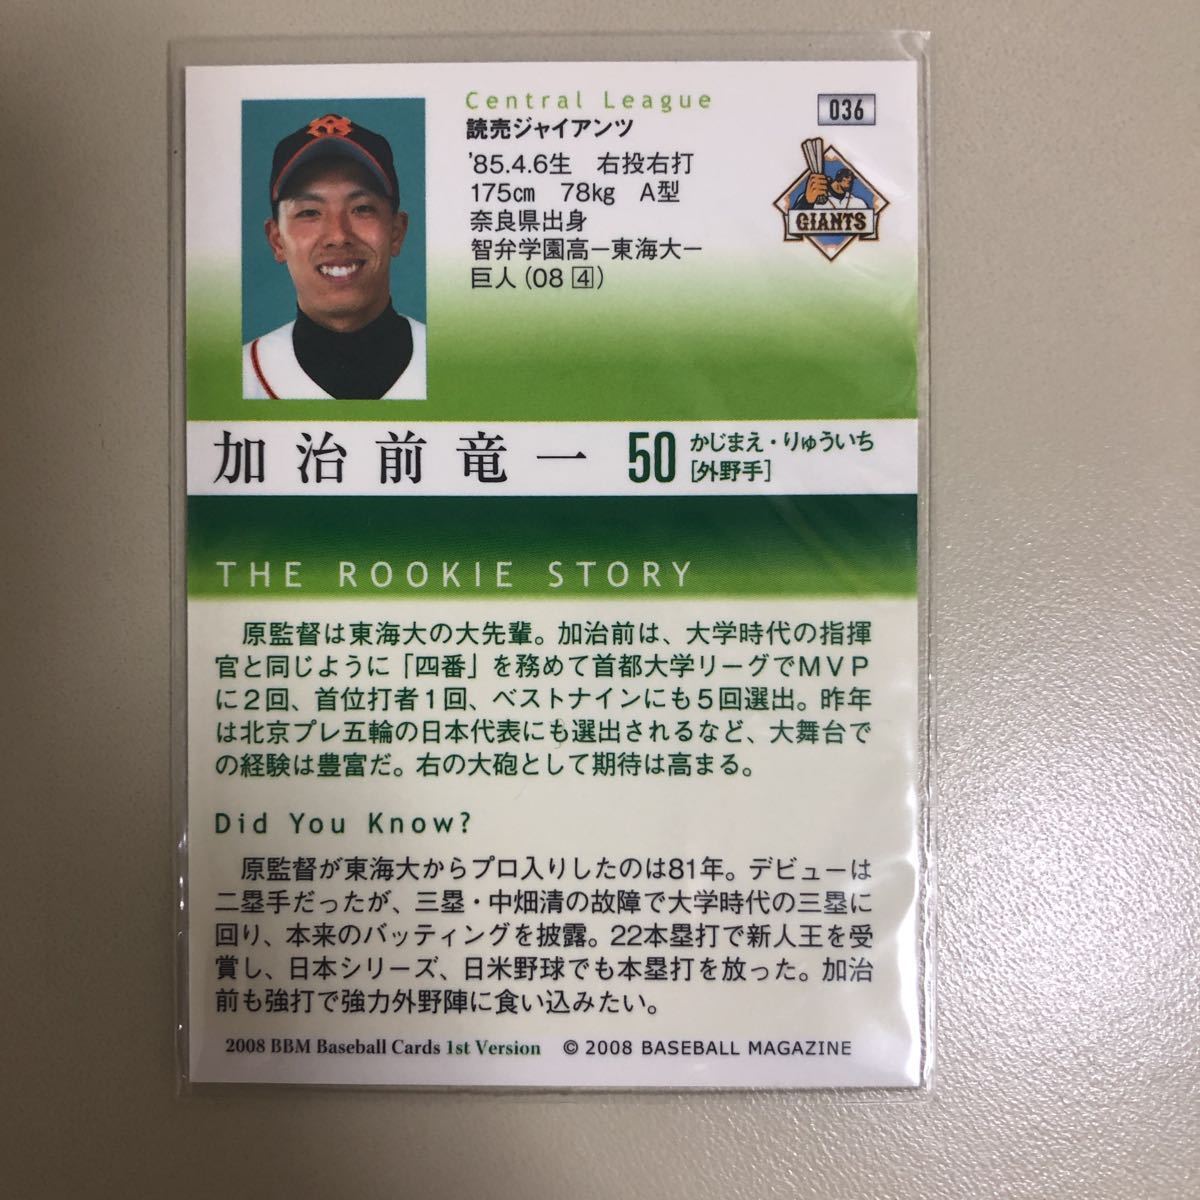 Central League
036
読売ジャイアンツ
'85.4.6生　右投右打
175cm　78kg　A型
奈良県出身
智弁学園高ー東海大ー
巨人(08 4)
GIANTS
加治前竜一 50 かじまえ・りゅういち
[外野手]
THE ROOKIE STORY
原監督は東海大の大先輩。加治前は、大学時代の指揮
官と同じように「四番」を務めて首都大学リーグでMVP
に2回、首位打者1回、ベストナインにも5回選出。昨年
は北京プレ五輪の日本代表にも選出されるなど、大舞台で
の経験は豊富だ。右の大砲として期待は高まる。
Did You Know?
原監督が東海大からプロ入りしたのは81年。デビューは
二塁手だったが、三塁・中畑清の故障で大学時代の三塁に
回り、本来のバッティングを披露。22本塁打で新人王を受
賞し、日本シリーズ、日米野球でも本塁打を放った。加治
前も強打で強力外野陣に食い込みたい。
2008 BBM Baseball Cards 1st Version © 2008 BASEBALL MAGAZINE